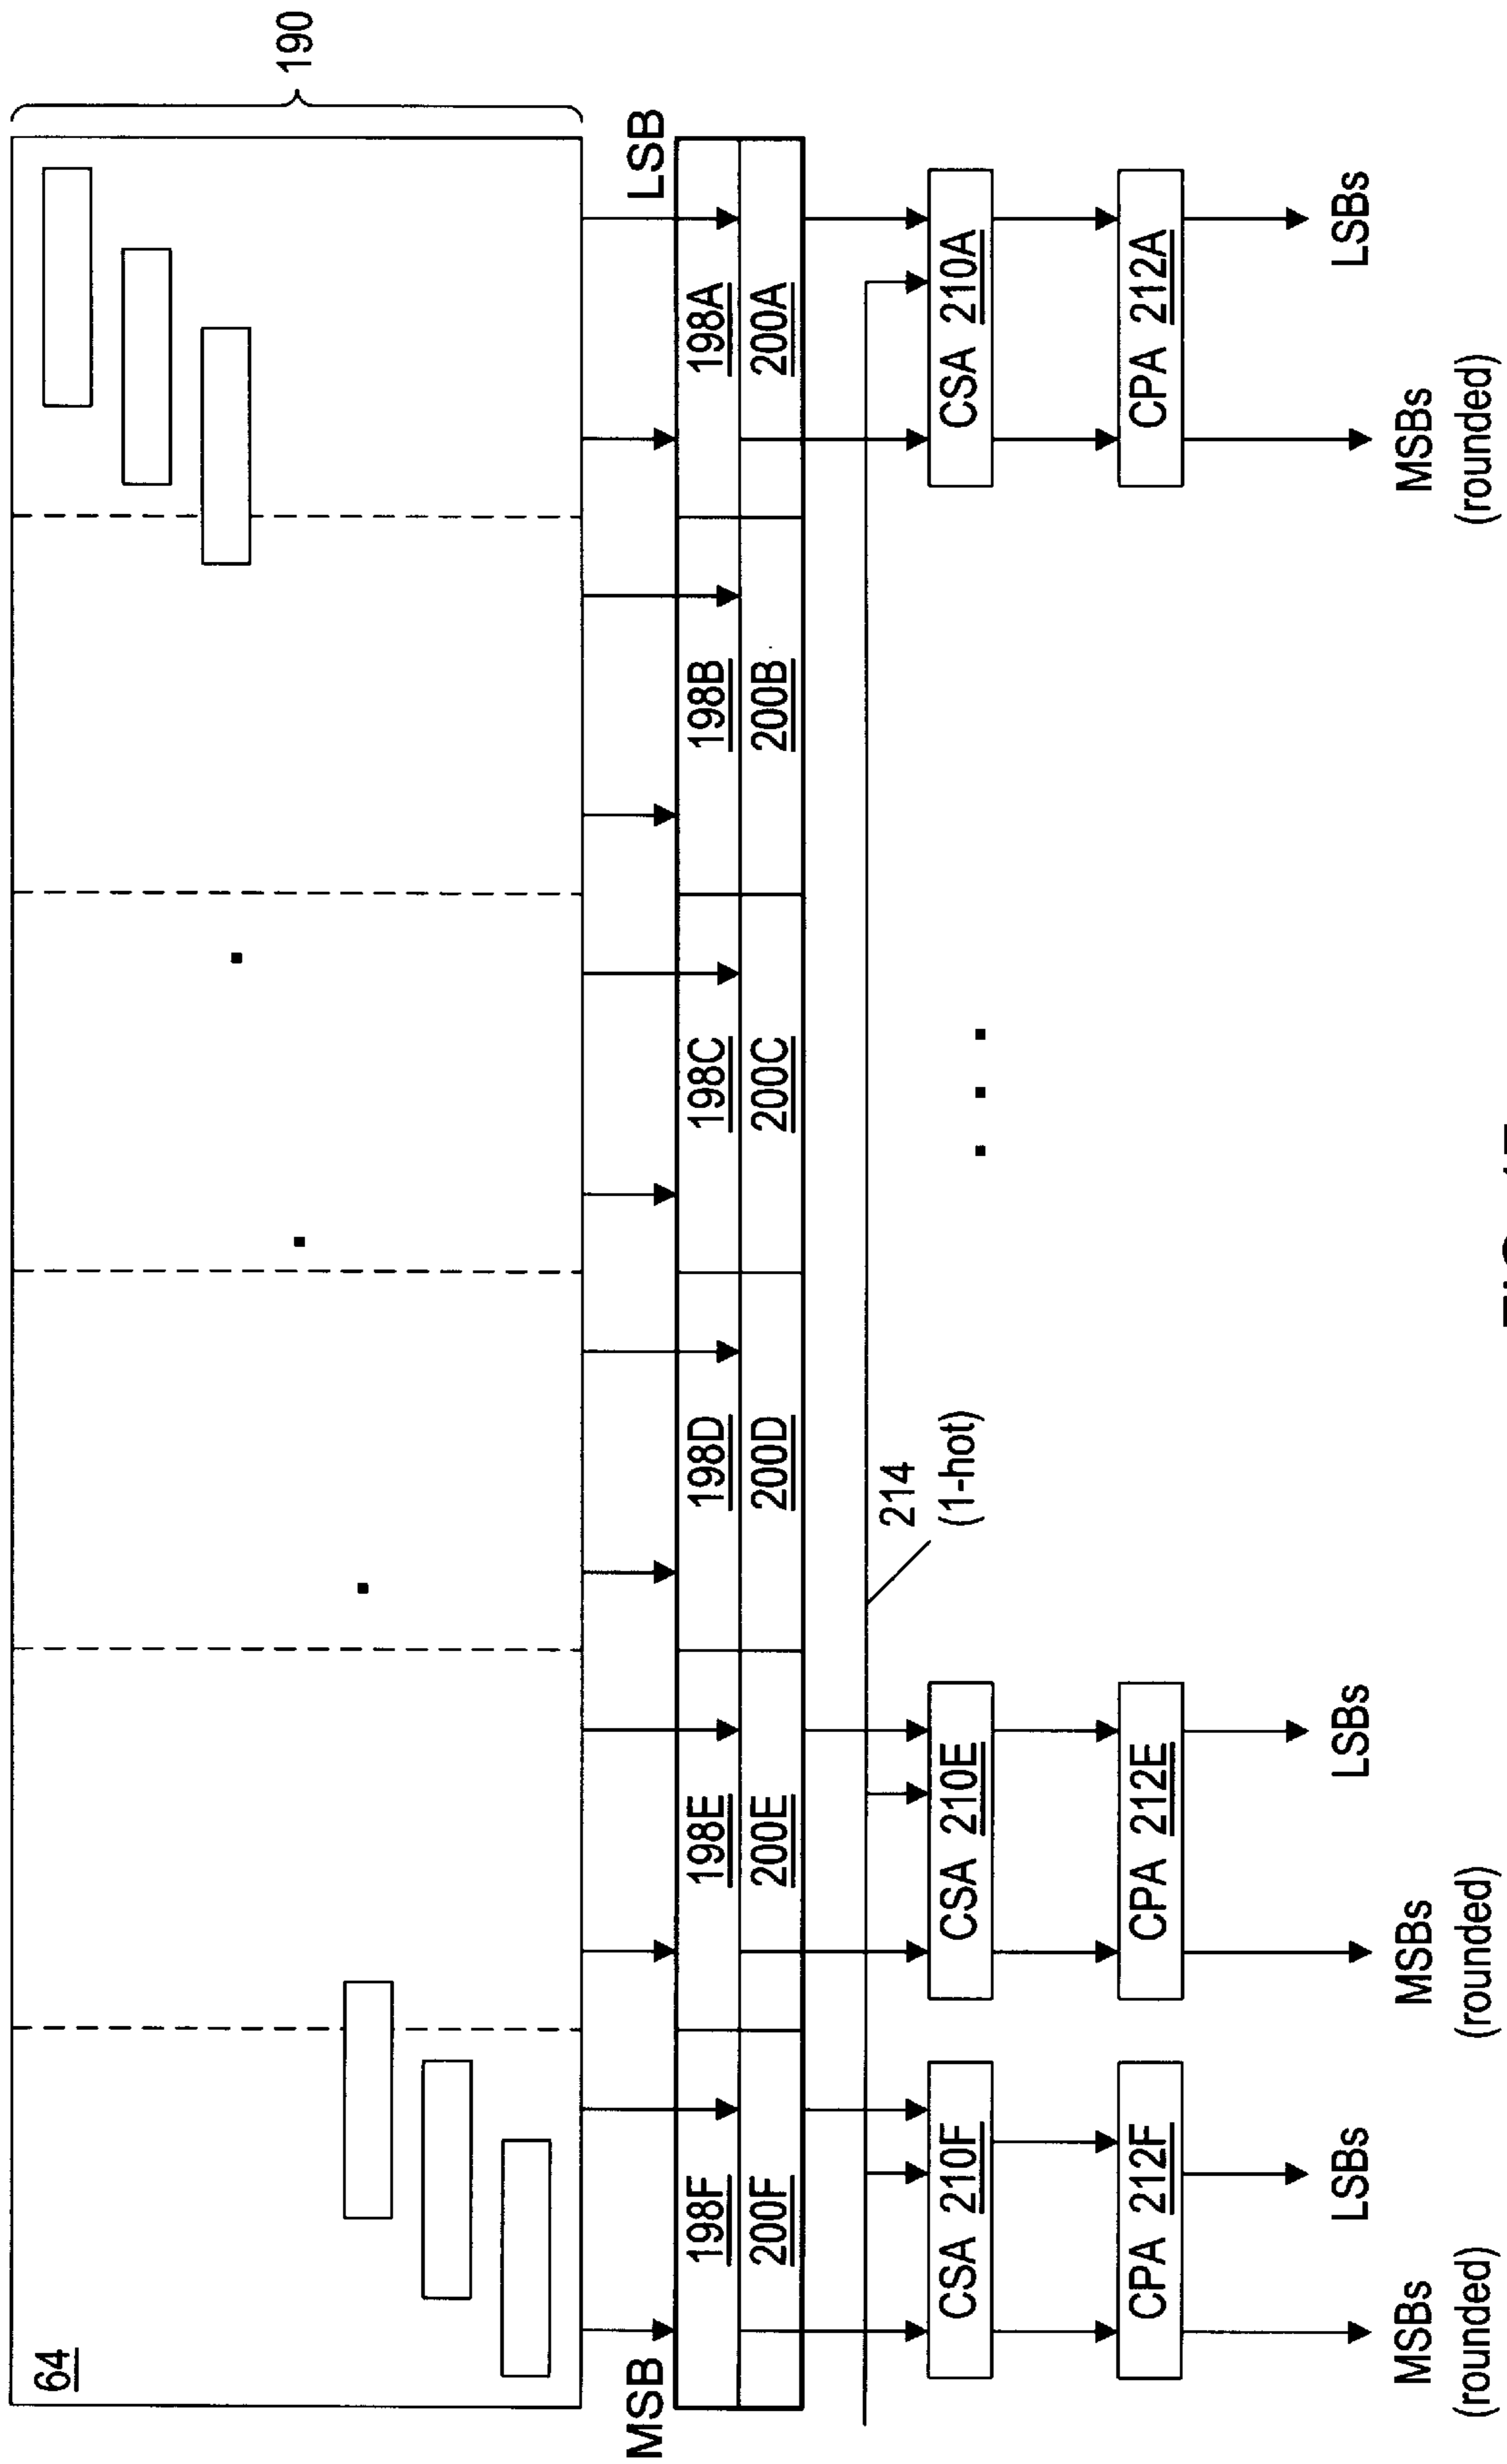 64
190
MSB
LSB
198F
198E
198D
198C
198B
198A
200F
200E
200D
200C
200B
200A
214
(1-hot)
CSA 210F
CSA 210E
CSA 210A
CPA 212F
CPA 212E
CPA 212A
LSBs
LSBs
LSBs
MSBs
(rounded)
MSBs
(rounded)
MSBs
(rounded)